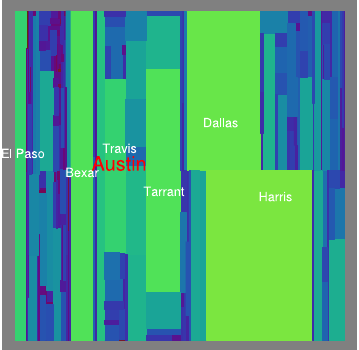 Dallas
Travis
El Paso
Austin
Bexar
Tarrant
Harris